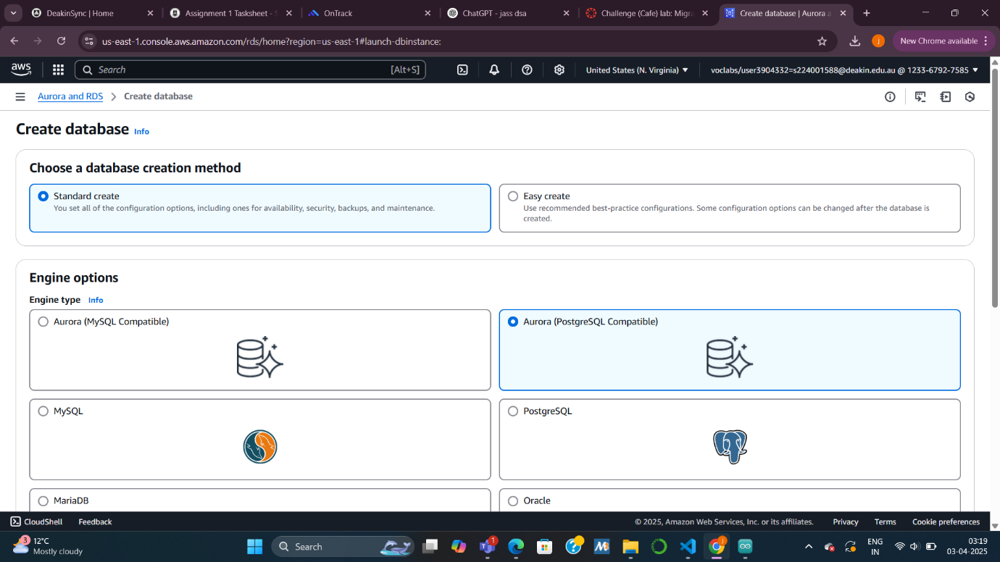 DeakinSync | Home
Assignment 1 Tasksheet - S
OnTrack
ChatGPT - jass dsa
Challenge (Cafe) lab: Migra
Create database | Aurora a
us-east-1.console.aws.amazon.com/rds/home?region=us-east-1#launch-dbinstance:
j
New Chrome available
aws
Search
[Alt+S]
United States (N. Virginia)
voclabs/user3904332=s224001588@deakin.edu.au @ 1233-6792-7585
Aurora and RDS
Create database
Create database Info
Choose a database creation method
Standard create
You set all of the configuration options, including ones for availability, security, backups, and maintenance.
Easy create
Use recommended best-practice configurations. Some configuration options can be changed after the database is
created.
Engine options
Engine type Info
Aurora (MySQL Compatible)
Aurora (PostgreSQL Compatible)
MySQL
PostgreSQL
MariaDB
Oracle
CloudShell
Feedback
© 2025, Amazon Web Services, Inc. or its affiliates.
Privacy
Terms
Cookie preferences
3
12°C
Mostly cloudy
Search
1
j
ENG
IN
03:19
03-04-2025